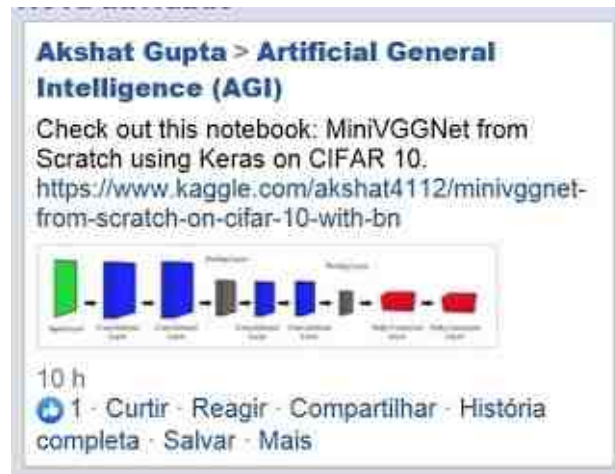 Akshat Gupta > Artificial General
Intelligence (AGI)
Check out this notebook: MiniVGGNet from
Scratch using Keras on CIFAR 10.
https://www.kaggle.com/akshat4112/minivggnet-
from-scratch-on-cifar-10-with-bn
10 h
1 · Curtir · Reagir · Compartilhar · História
completa · Salvar · Mais